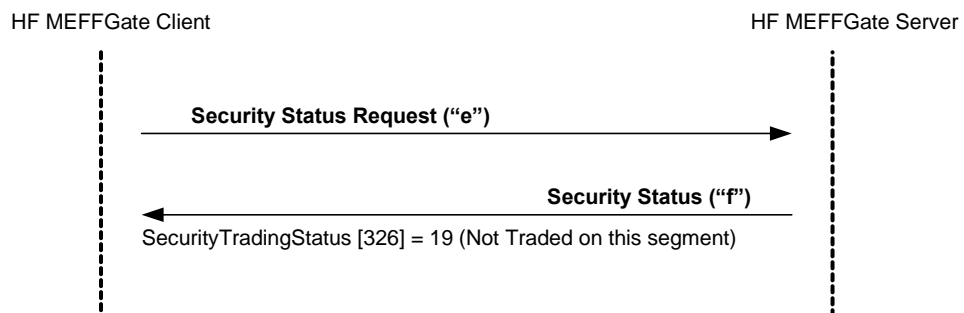 HF MEFFGate Client
HF MEFFGate Server
Security Status Request (“e”)
Security Status (“f”)
SecurityTradingStatus [326] = 19 (Not Traded on this segment)